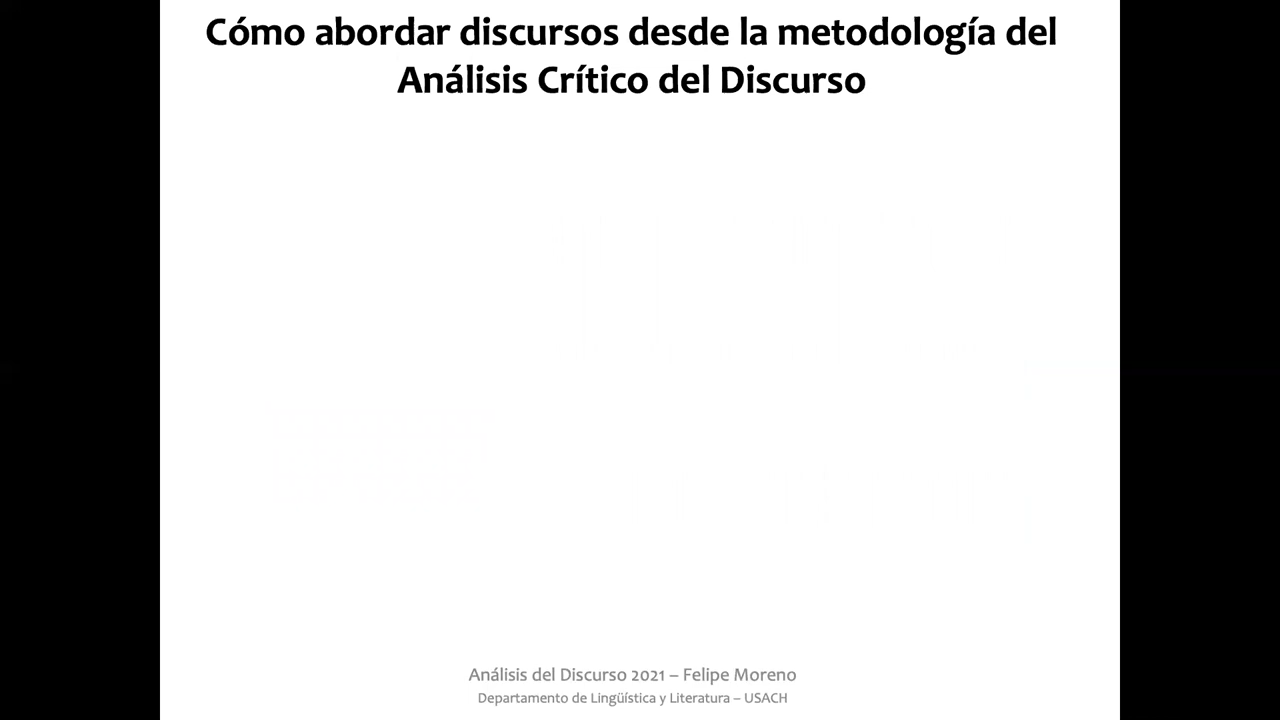 Cómo abordar discursos desde la metodología del
Análisis Crítico del Discurso
Análisis del Discurso 2021 – Felipe Moreno
Departamento de Lingüística y Literatura – USACH